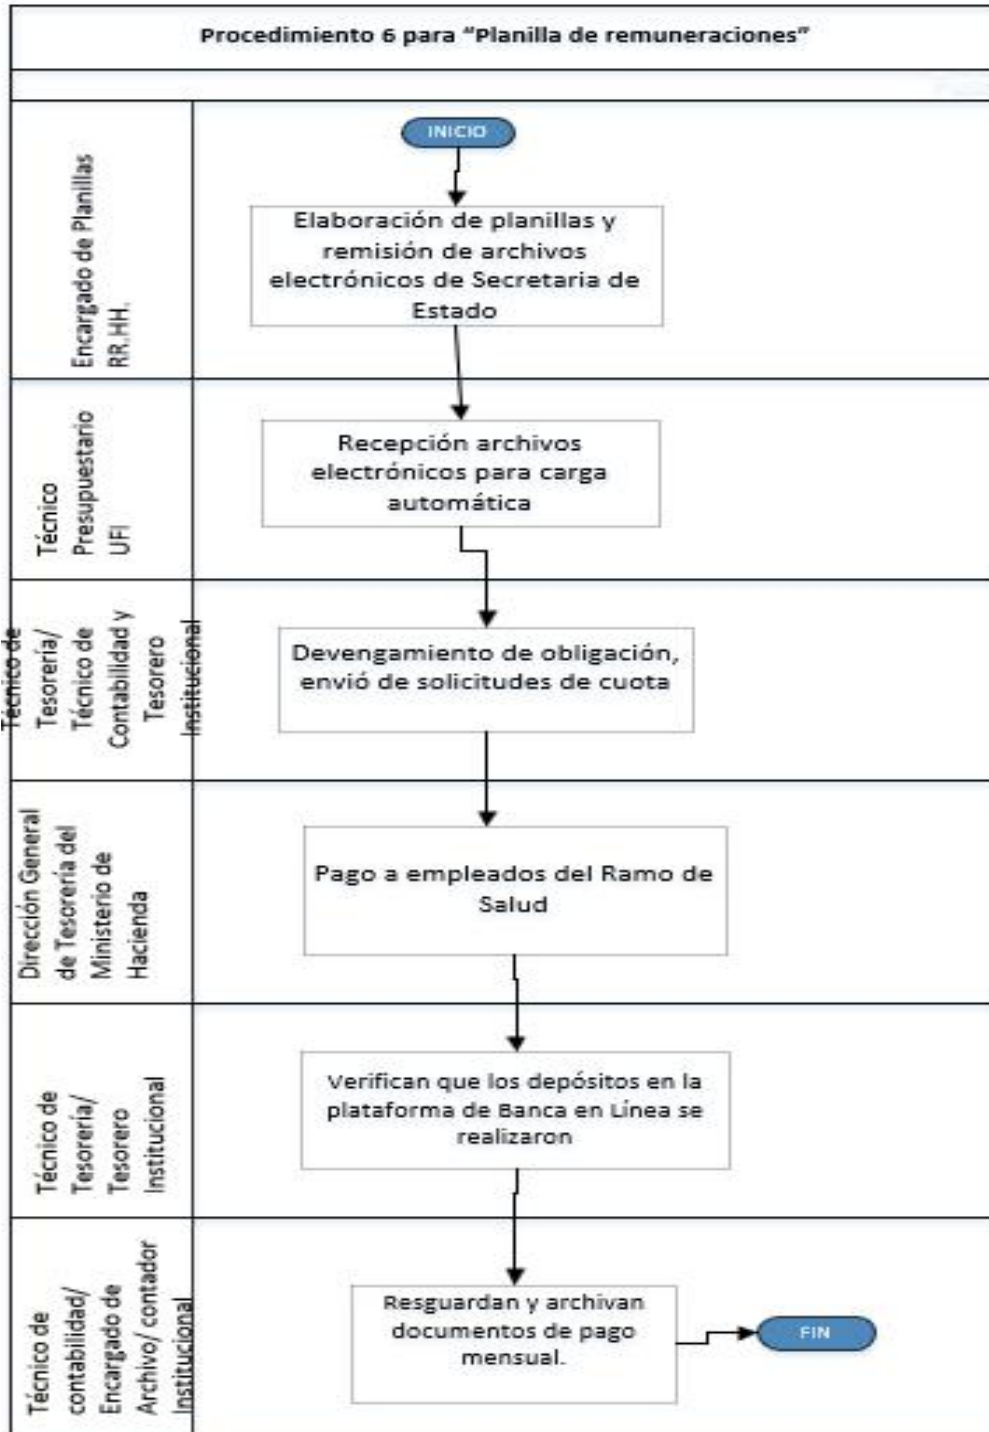 Procedimiento 6 para “Planilla de remuneraciones”
Encargado de Planillas
RR.HH.
INICIO
Elaboración de planillas y
remisión de archivos
electrónicos de Secretaria de
Estado
Técnico
Presupuestario
UFI
Recepción archivos
electrónicos para carga
automática
Técnico de
Tesorería/
Técnico de
Contabilidad y
Tesorero
Institucional
Devengamiento de obligación,
envió de solicitudes de cuota
Dirección General
de Tesorería del
Ministerio de
Hacienda
Pago a empleados del Ramo de
Salud
Técnico de
Tesorería/
Tesorero
Institucional
Verifican que los depósitos en la
plataforma de Banca en Línea se
realizaron
Técnico de
contabilidad/
Encargado de
Archivo/ contador
Institucional
Resguardan y archivan
documentos de pago
mensual.
FIN